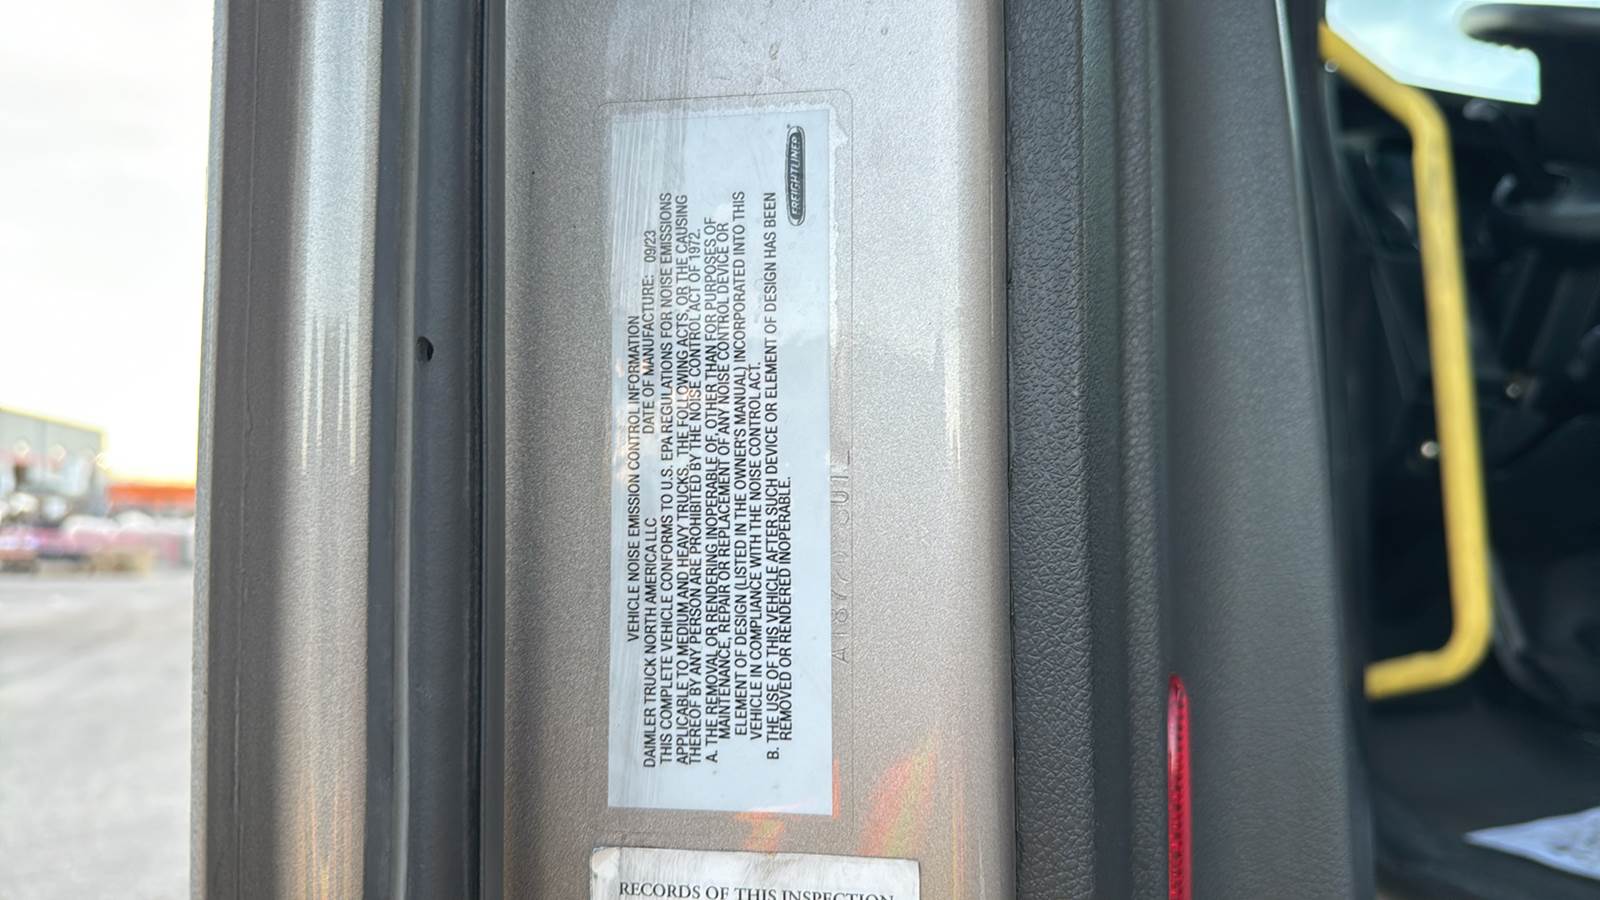 FREIGHTLINER
VEHICLE NOISE EMISSION CONTROL INFORMATION
DAIMLER TRUCK NORTH AMERICA LLC DATE OF MANUFACTURE: 09/23
THIS COMPLETE VEHICLE CONFORMS TO U.S. EPA REGULATIONS FOR NOISE EMISSIONS
APPLICABLE TO MEDIUM AND HEAVY TRUCKS. THE FOLLOWING ACTS, OR THE CAUSING
THEREOF BY ANY PERSON ARE PROHIBITED BY THE NOISE CONTROL ACT OF 1972.
A. THE REMOVAL OR RENDERING INOPERABLE OF, OTHER THAN FOR PURPOSES OF
MAINTENANCE, REPAIR OR REPLACEMENT OF ANY NOISE CONTROL DEVICE OR
ELEMENT OF DESIGN (LISTED IN THE OWNER'S MANUAL) INCORPORATED INTO THIS
VEHICLE IN COMPLIANCE WITH THE NOISE CONTROL ACT.
B. THE USE OF THIS VEHICLE AFTER SUCH DEVICE OR ELEMENT OF DESIGN HAS BEEN
REMOVED OR RENDERED INOPERABLE.
RECORDS OF THIS INSPECTION